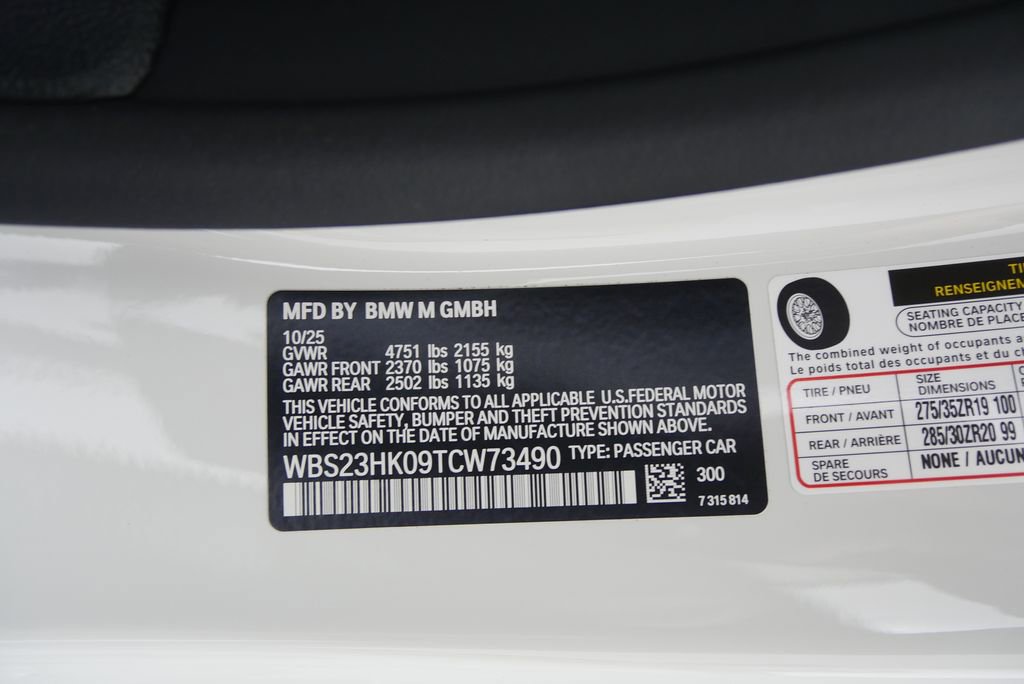 MFD BY BMW M GMBH
10/25
GVWR 4751 lbs 2155 kg
GAWR FRONT 2370 lbs 1075 kg
GAWR REAR 2502 lbs 1135 kg
THIS VEHICLE CONFORMS TO ALL APPLICABLE U.S.FEDERAL MOTOR
VEHICLE SAFETY, BUMPER AND THEFT PREVENTION STANDARDS
IN EFFECT ON THE DATE OF MANUFACTURE SHOWN ABOVE.
WBS23HK09TCW73490 TYPE: PASSENGER CAR
300
7 315 814
RENSEIGNEM
SEATING CAPACITY
NOMBRE DE PLAC
The combined weight of occupants a
Le poids total des occupants et du c
TIRE / PNEU SIZE
DIMENSIONS
FRONT / AVANT 275/35ZR19 100
REAR / ARRIÈRE 285/30ZR20 99
SPARE
DE SECOURS NONE / AUCUN